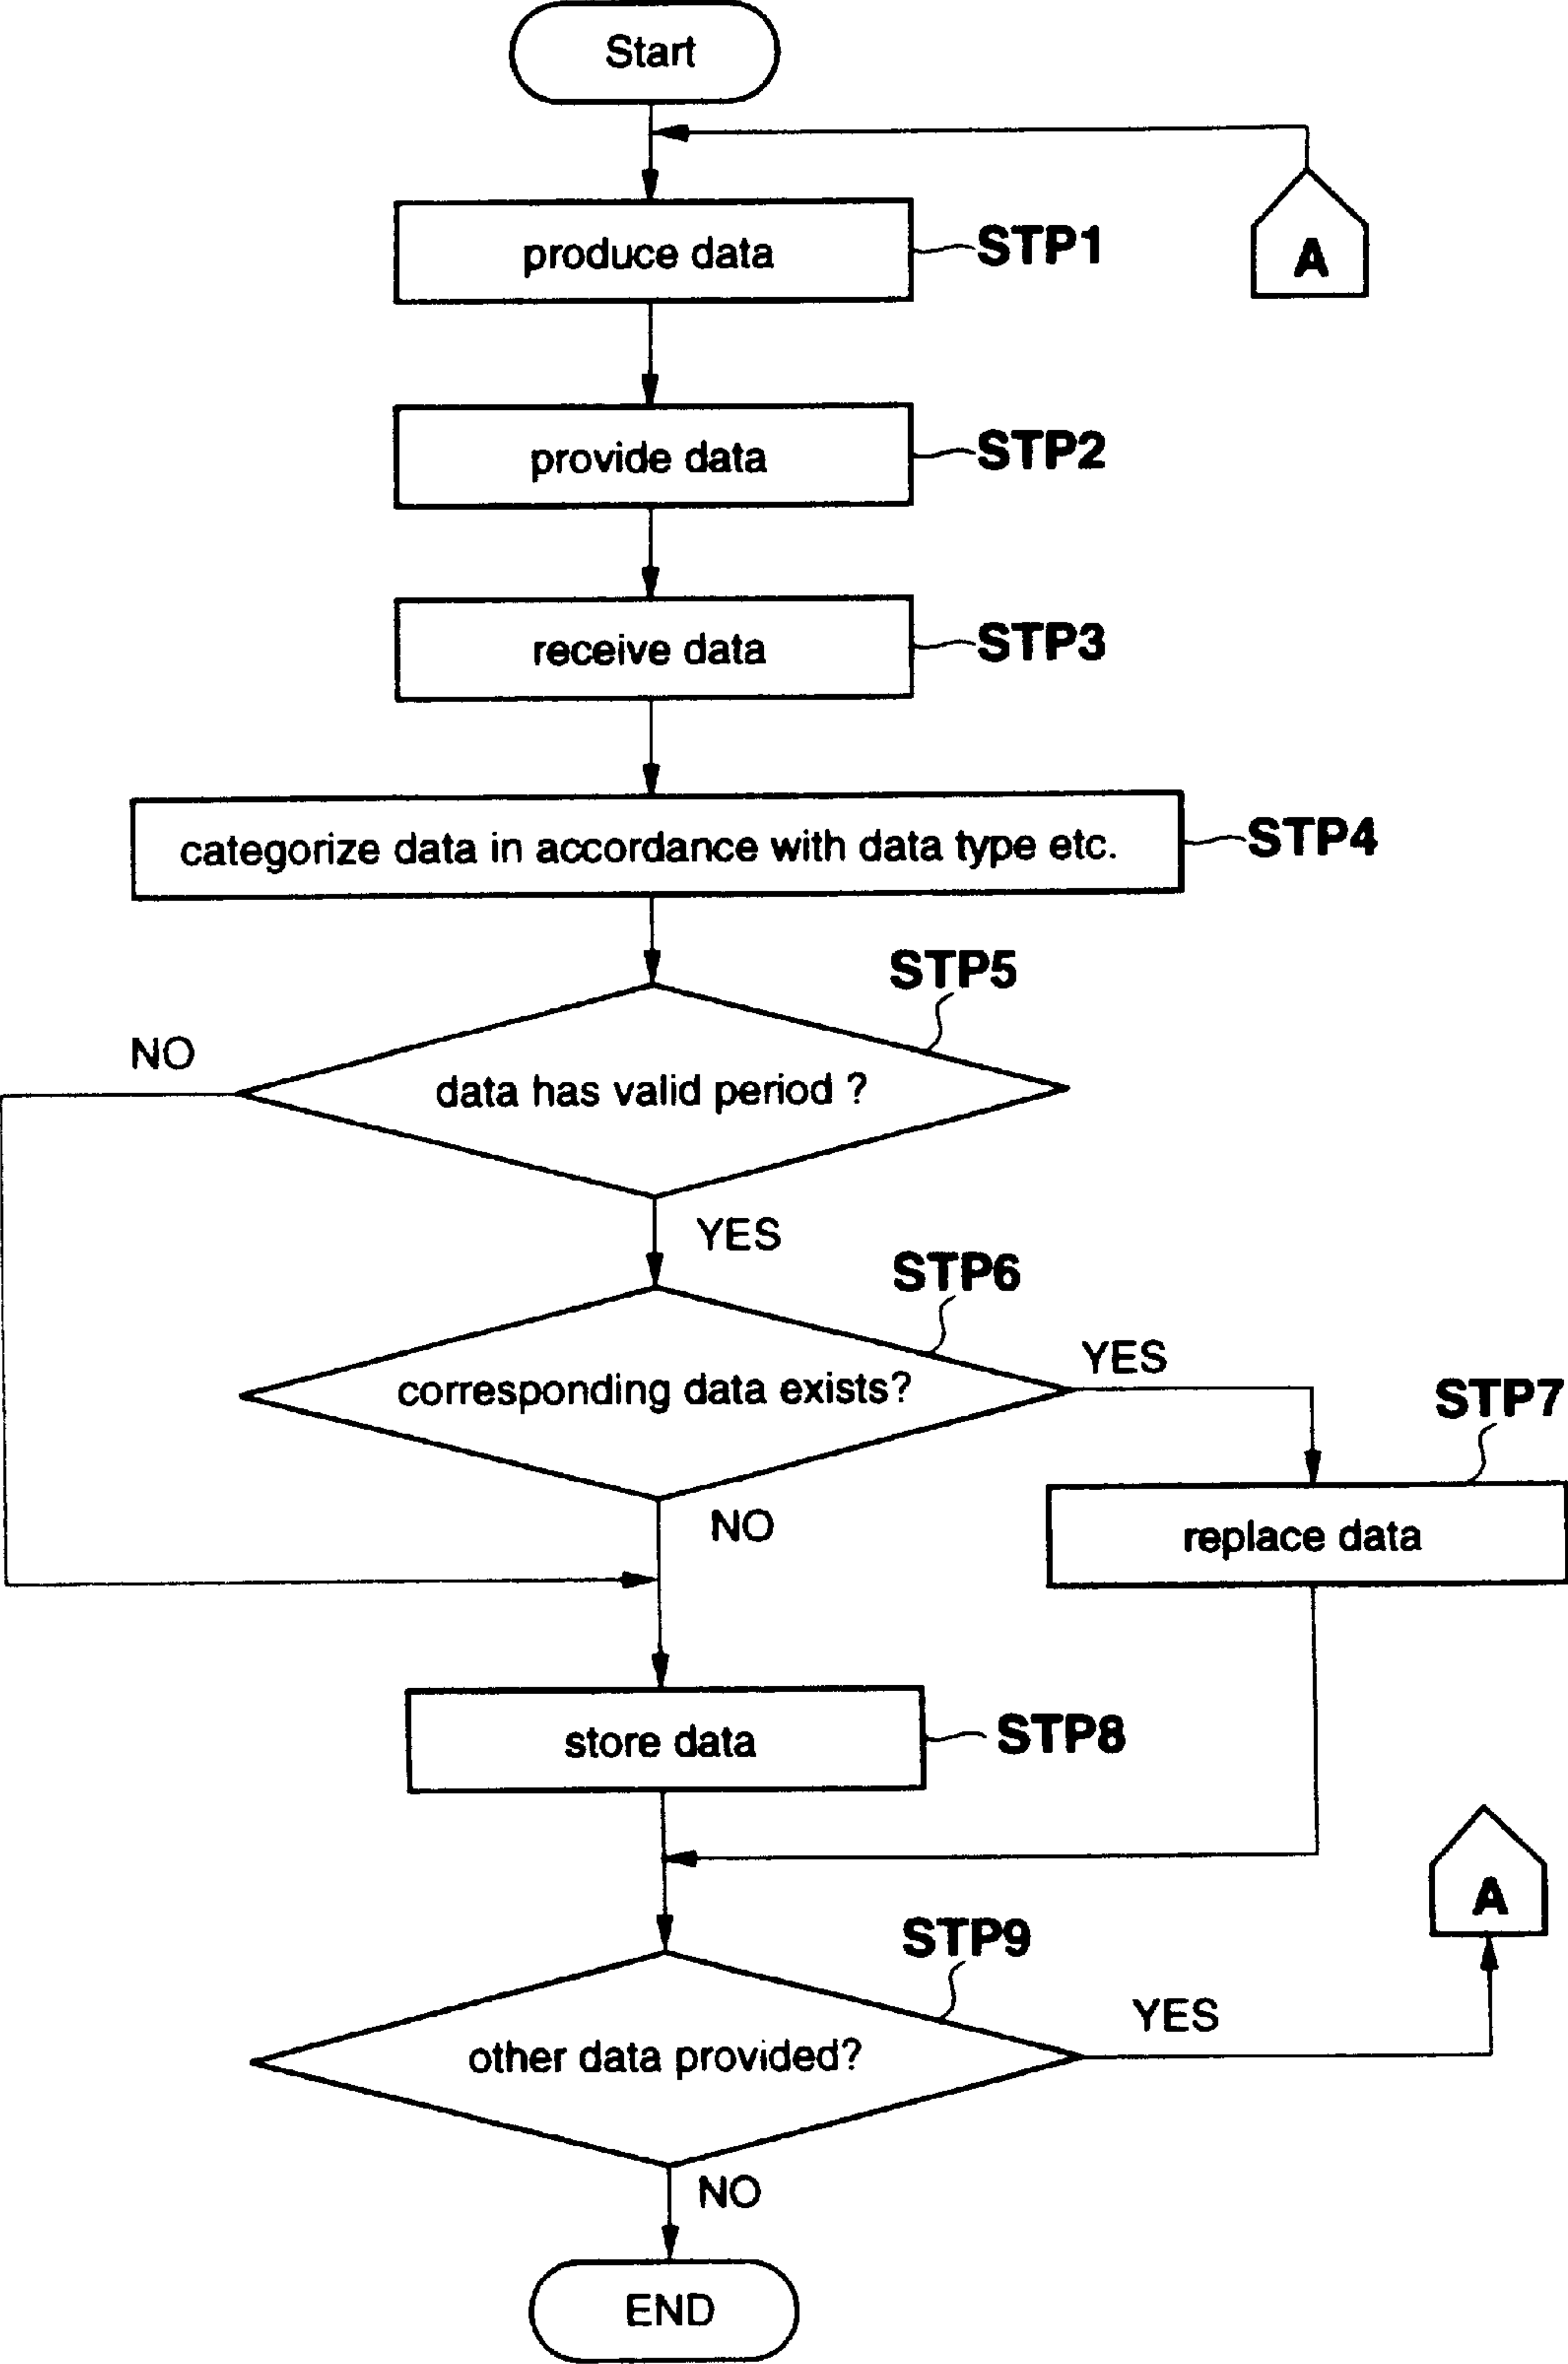 Start
produce data
STP1
A
provide data
STP2
receive data
STP3
categorize data in accordance with data type etc.
STP4
STP5
NO
data has valid period ?
YES
STP6
corresponding data exists?
YES
STP7
NO
replace data
store data
STP8
A
STP9
other data provided?
YES
NO
END